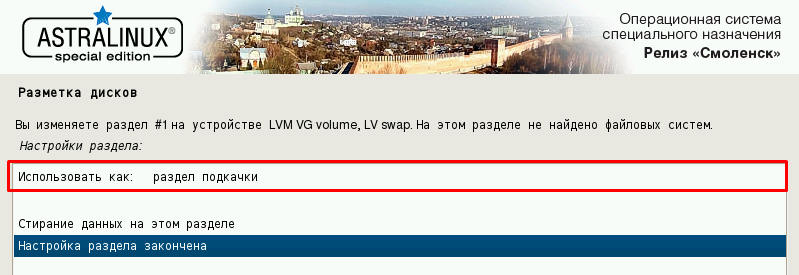 ASTRALINUX®
special edition
Операционная система
специального назначения
Релиз «Смоленск»
Разметка дисков
Вы изменяете раздел #1 на устройстве LVM VG volume, LV swap. На этом разделе не найдено файловых систем.
Настройки раздела:
Использовать как: раздел подкачки
Стирание данных на этом разделе
Настройка раздела закончена